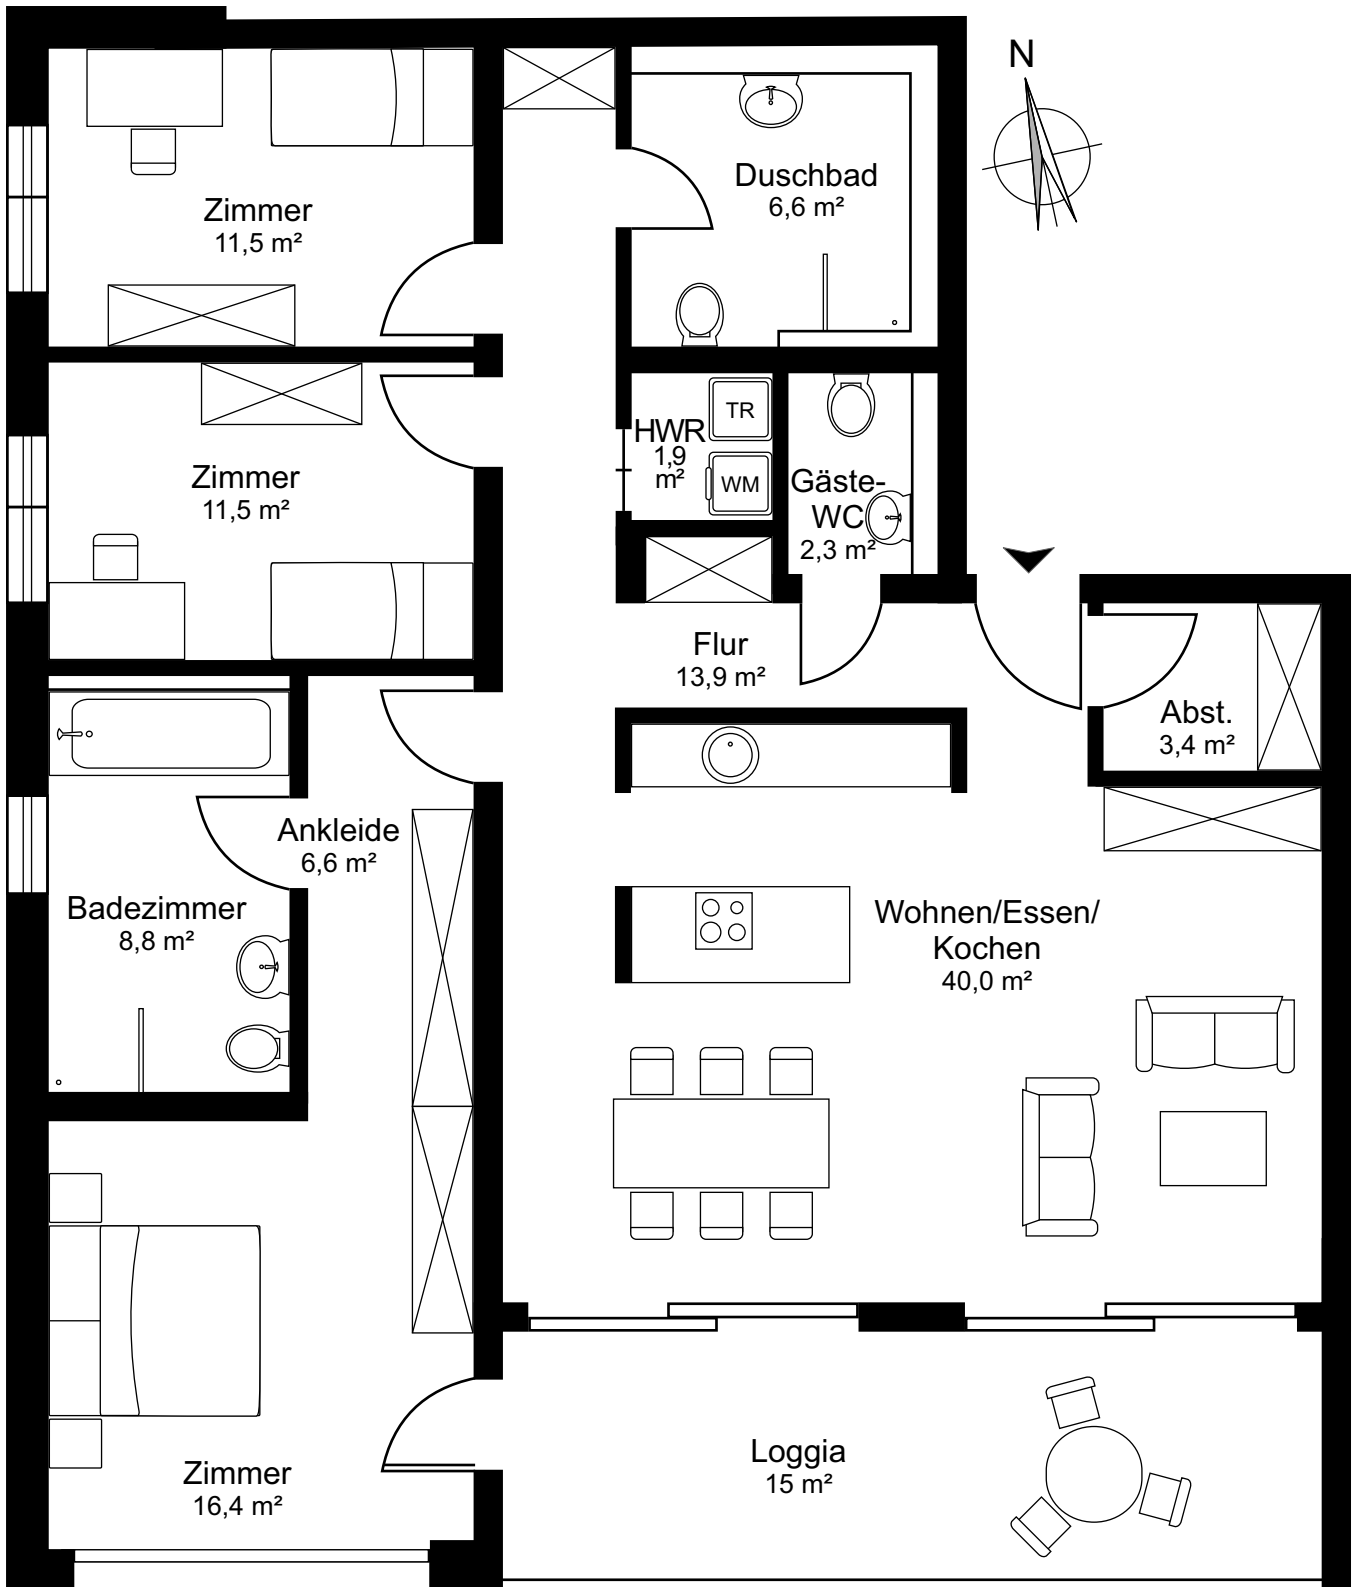 N
Duschbad
6,6 m²
Zimmer
11,5 m²
TR
HWR
1,9
m²
WM
Zimmer
11,5 m²
Gäste-
WC
2,3 m²
Flur
13,9 m²
Abst.
3,4 m²
Ankleide
6,6 m²
Badezimmer
8,8 m²
Wohnen/Essen/
Kochen
40,0 m²
Loggia
15 m²
Zimmer
16,4 m²